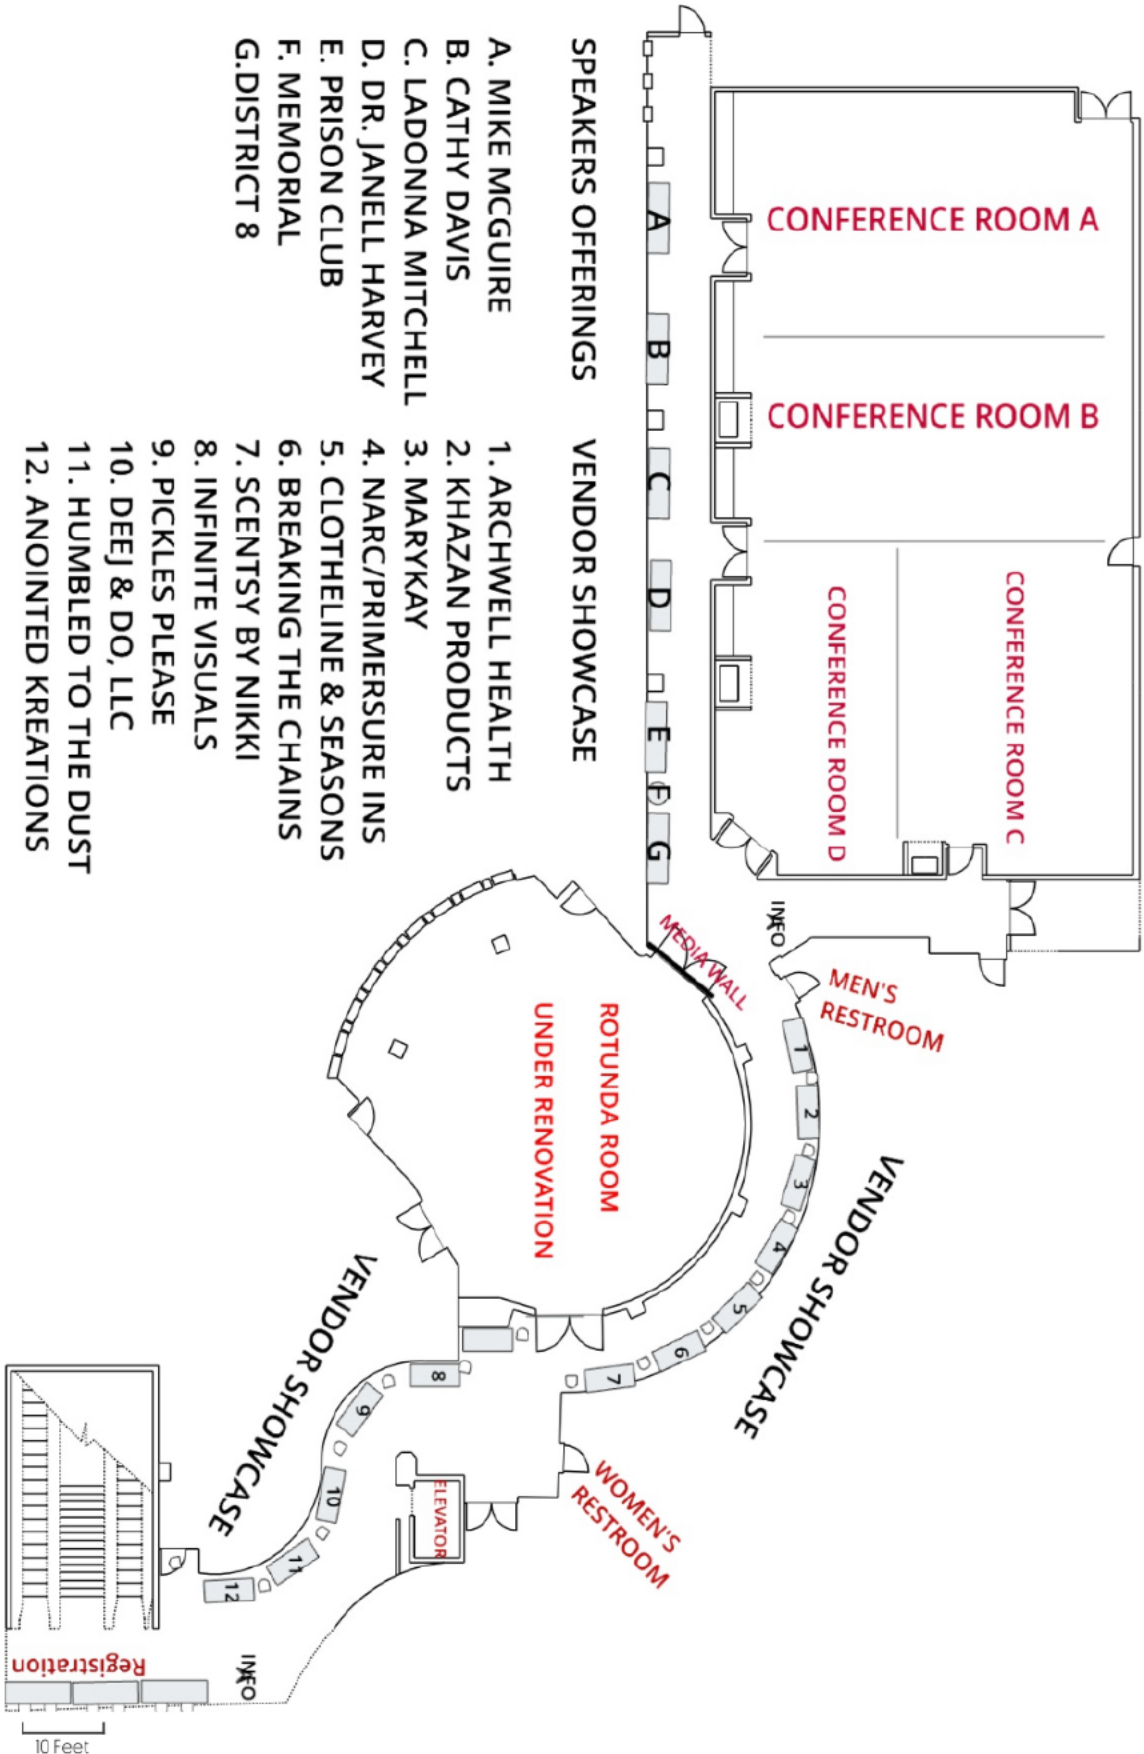 SPEAKERS OFFERINGS
A. MIKE MCGUIRE
B. CATHY DAVIS
C. LADONNA MITCHELL
D. DR. JANELL HARVEY
E. PRISON CLUB
F. MEMORIAL
G.DISTRICT 8
VENDOR SHOWCASE
1. ARCHWELL HEALTH
2. KHAZAN PRODUCTS
3. MARYKAY
4. NARC/PRIMERSURE INS
5. CLOTHELINE & SEASONS
6. BREAKING THE CHAINS
7. SCENTSY BY NIKKI
8. INFINITE VISUALS
9. PICKLES PLEASE
10. DEEJ & DO, LLC
11. HUMBLED TO THE DUST
12. ANOINTED KREATIONS
CONFERENCE ROOM A
CONFERENCE ROOM B
CONFERENCE ROOM C
CONFERENCE ROOM D
A
B
C
D
E
F
G
INFO
MEDIA WALL
MEN'S
RESTROOM
ROTUNDA ROOM
UNDER RENOVATION
1
2
3
4
5
6
7
VENDOR SHOWCASE
WOMEN'S
RESTROOM
ELEVATOR
VENDOR SHOWCASE
8
9
10
11
12
INFO
Registration
10 Feet